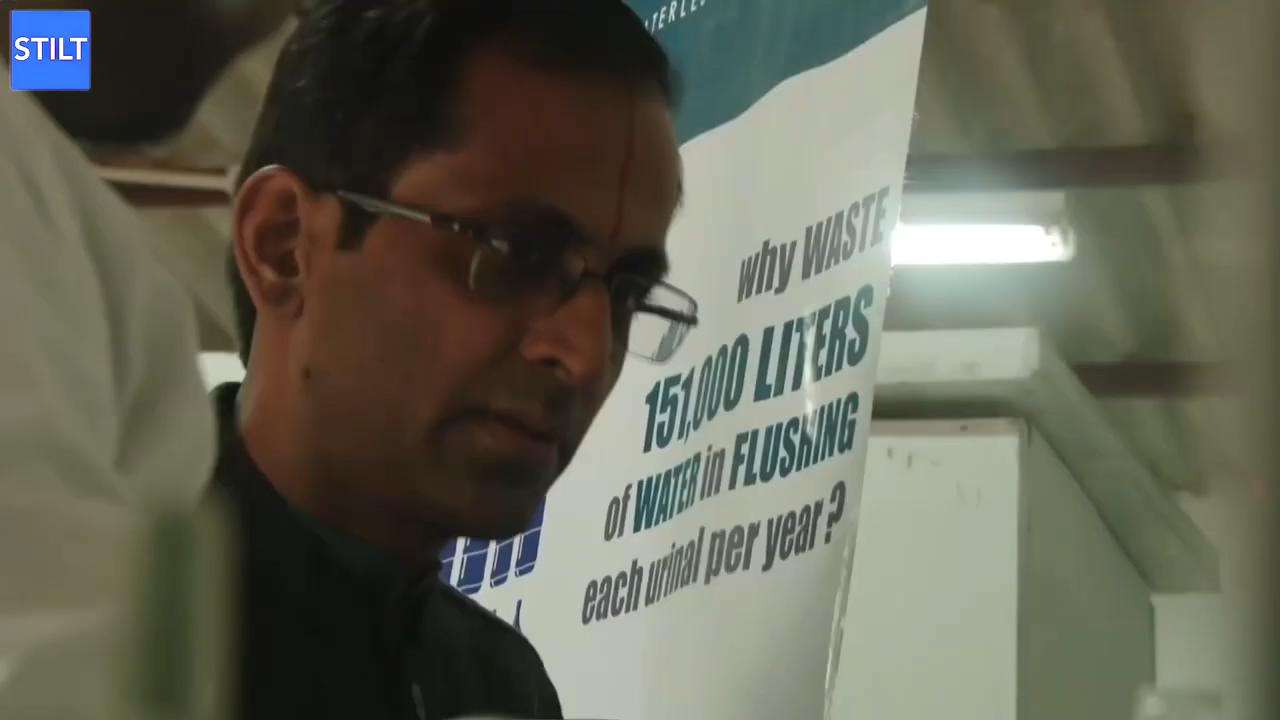 STILT
why WASTE
151,000 LITERS
of WATER in FLUSHING
each urinal per year?